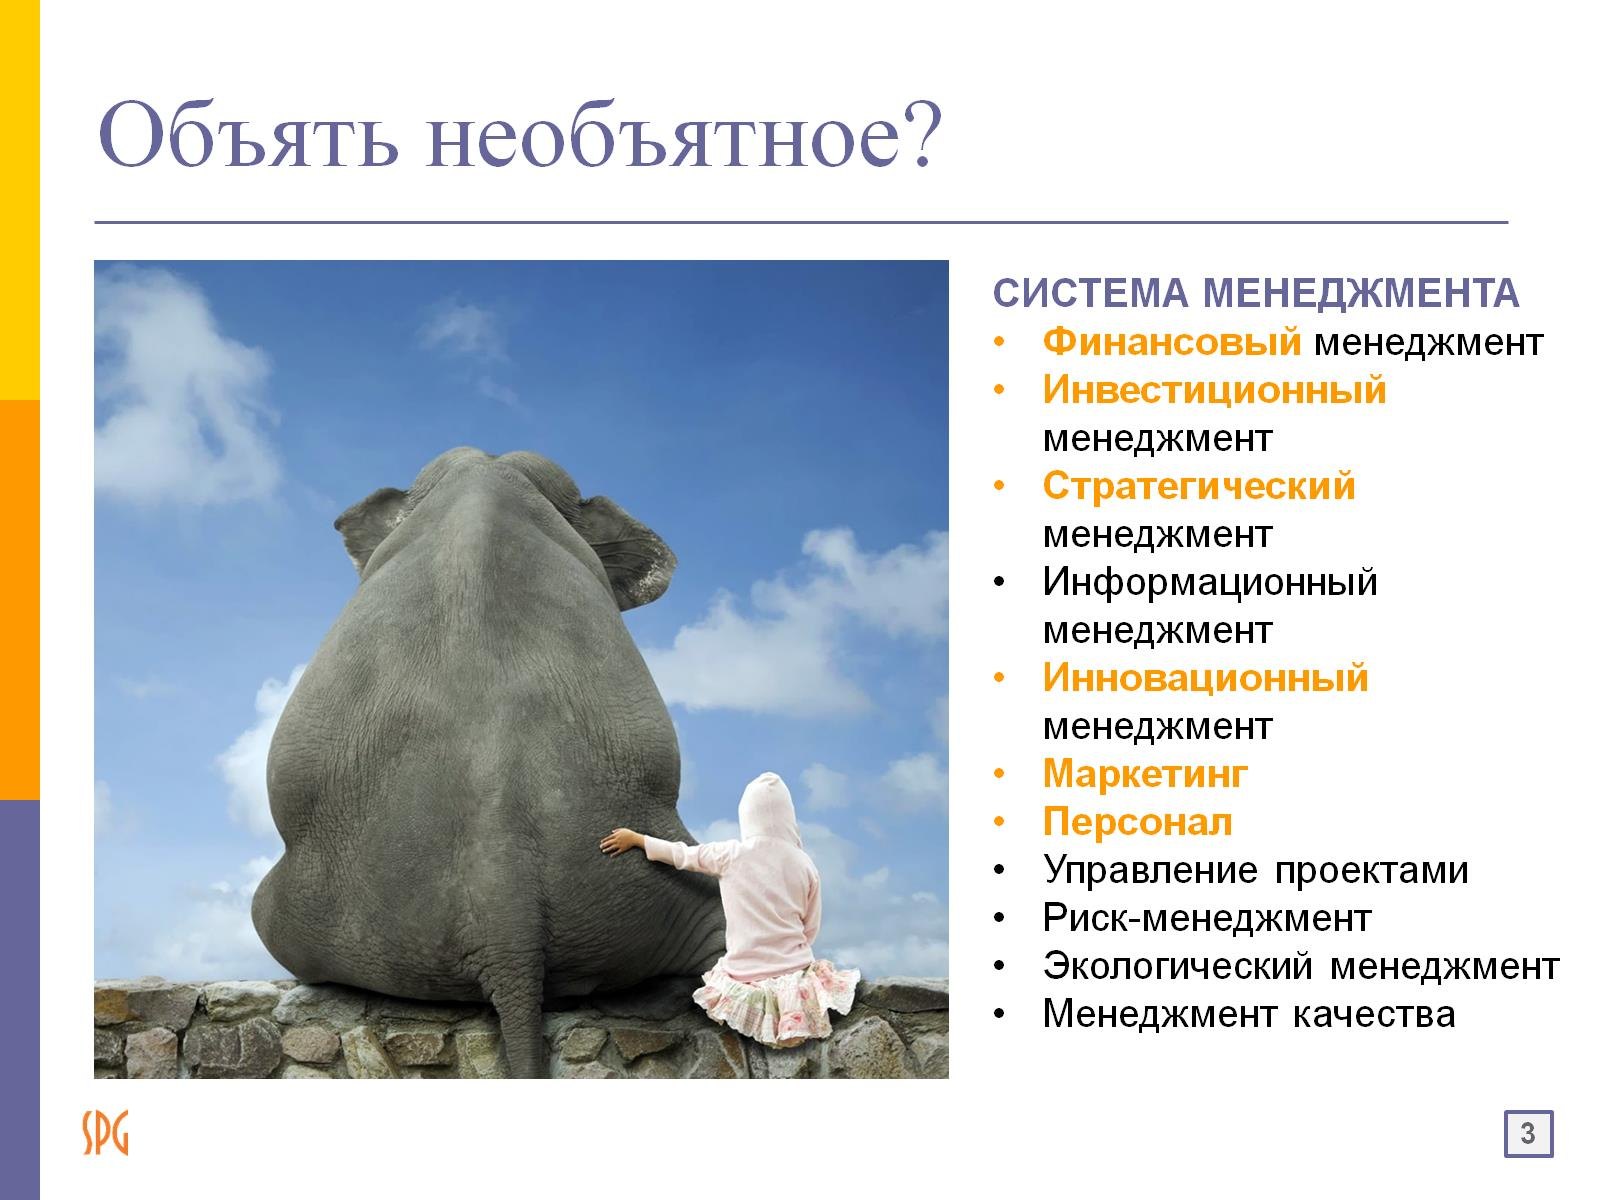 Объять необъятное?
СИСТЕМА МЕНЕДЖМЕНТА
• Финансовый менеджмент
• Инвестиционный
менеджмент
• Стратегический
менеджмент
• Информационный
менеджмент
• Инновационный
менеджмент
• Маркетинг
• Персонал
• Управление проектами
• Риск-менеджмент
• Экологический менеджмент
• Менеджмент качества
SPG
3